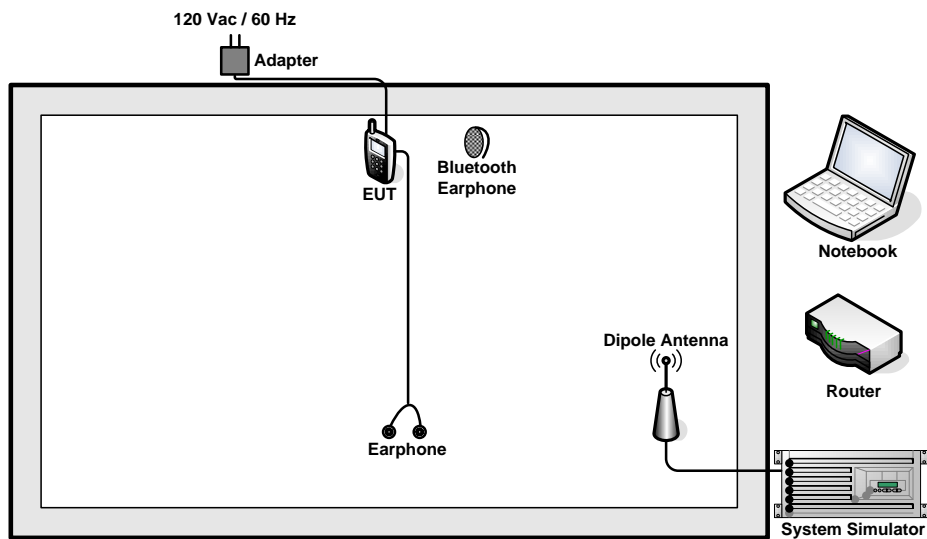 120 Vac / 60 Hz
Adapter
EUT
Bluetooth
Earphone
Notebook
Dipole Antenna
Router
Earphone
System Simulator